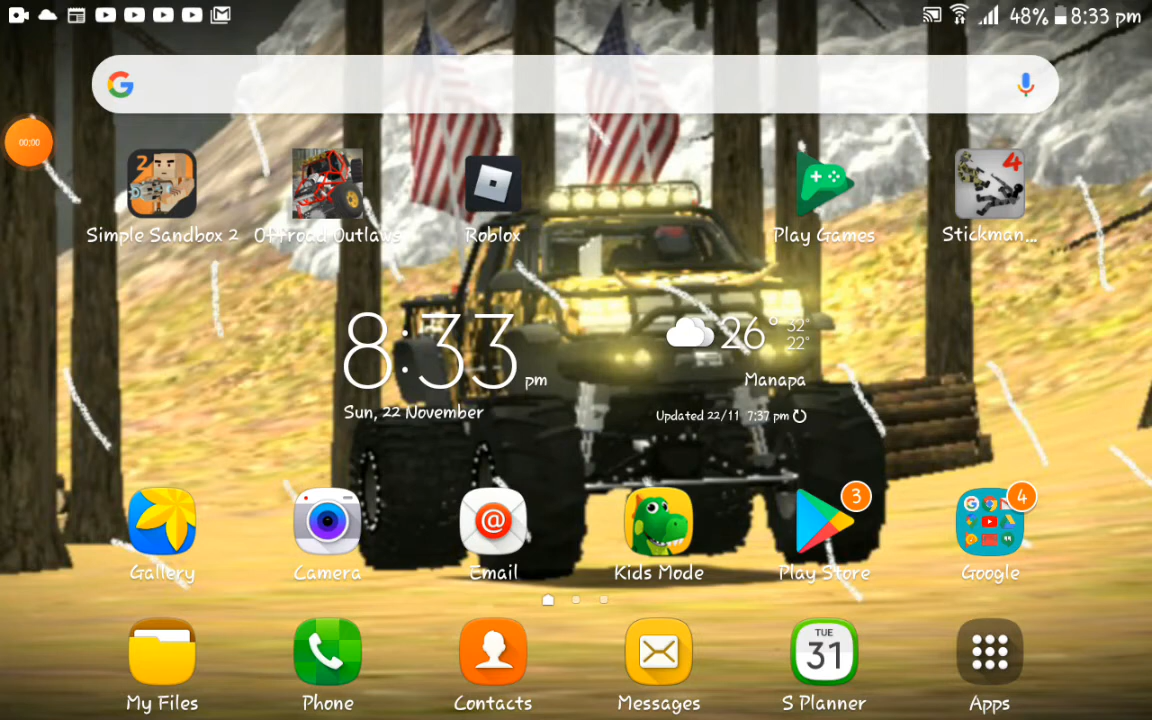 48% 8:33 pm
00:00
2
4
Simple Sandbox 2
Offroad Outlaws
Roblox
Play Games
Stickman...
8:33 pm
26° 32°
22°
Manapa
Sun, 22 November
Updated 22/11 7:37 pm
3
4
Gallery
Camera
Email
Kids Mode
Play Store
Google
TUE
31
My Files
Phone
Contacts
Messages
S Planner
Apps